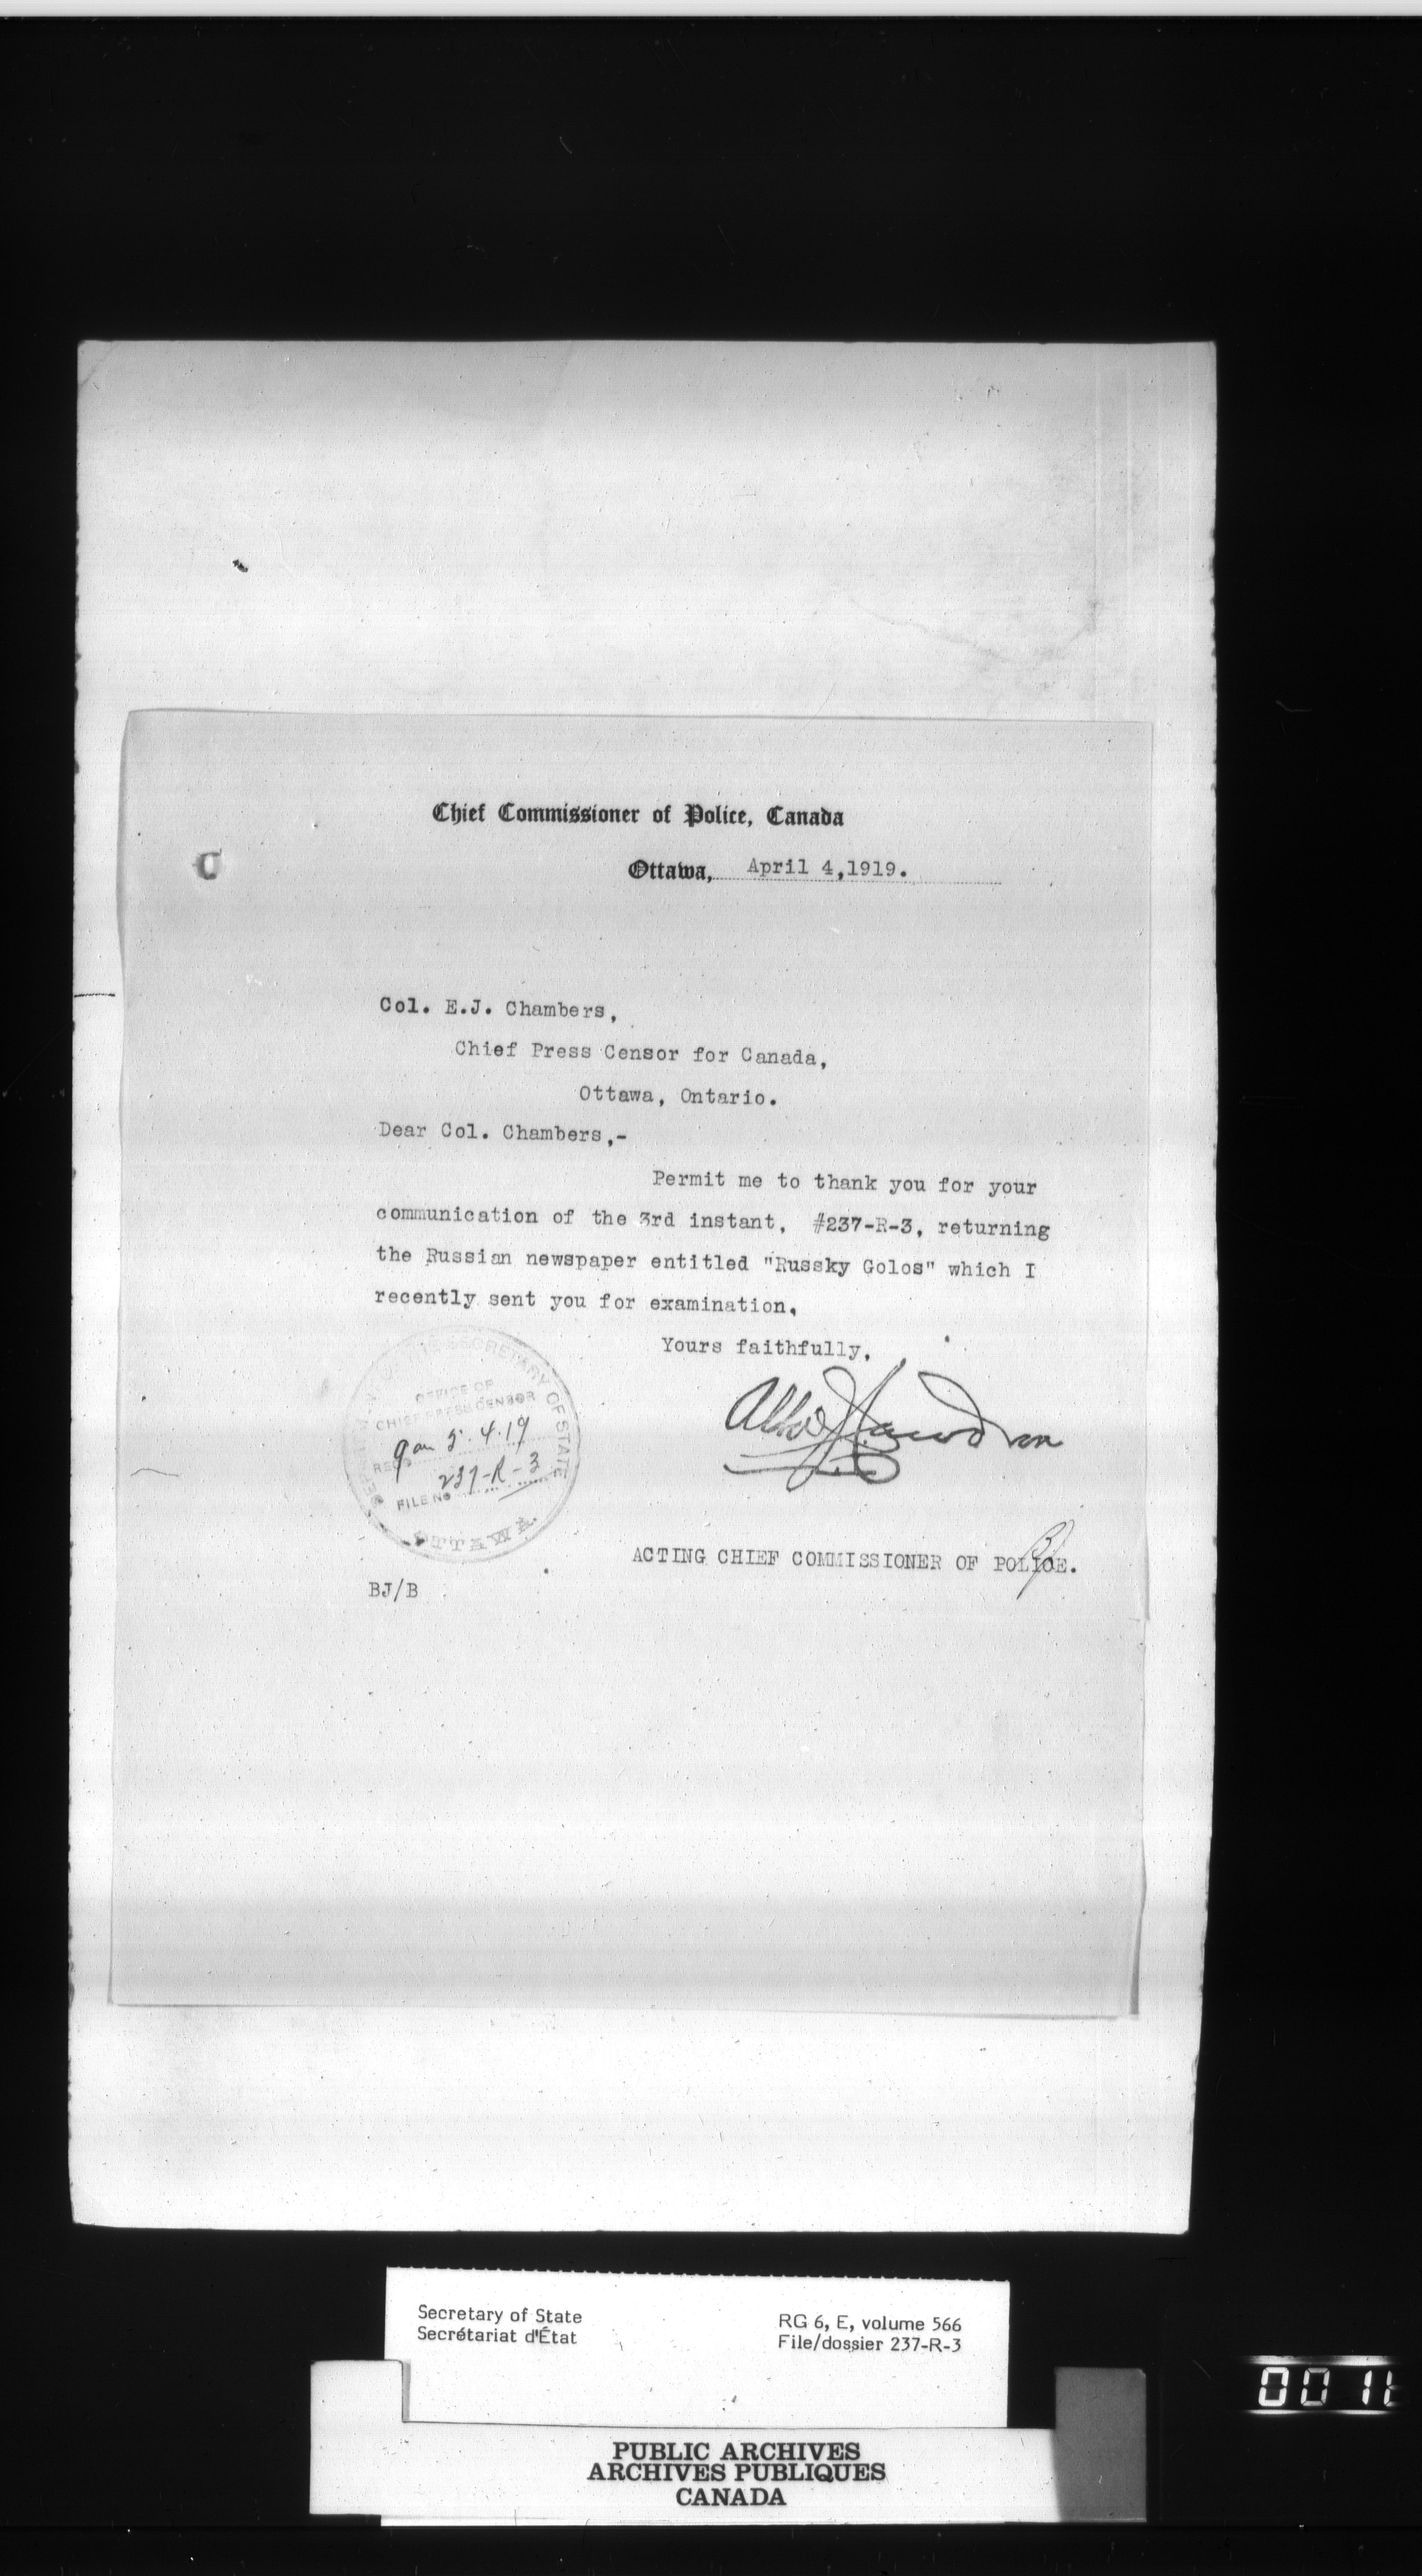 Chief Commissioner of Police, Canada
Ottawa, April 4, 1919.
Col. E.J. Chambers,
Chief Press Censor for Canada,
Ottawa, Ontario.
Dear Col. Chambers,-
Permit me to thank you for your
communication of the 3rd instant, #237-R-3, returning
the Russian newspaper entitled "Russky Golos" which I
recently sent you for examination.
Yours faithfully,
SECRETARY OF STATE
OFFICE OF
CHIEF PRESS CENSOR
5.4.19
FILE No 237-R-3
OTTAWA.
ACTING CHIEF COMMISSIONER OF POLICE.
BJ/B
Secretary of State
Secrétariat d'État
RG 6, E, volume 566
File/dossier 237-R-3
PUBLIC ARCHIVES
ARCHIVES PUBLIQUES
CANADA